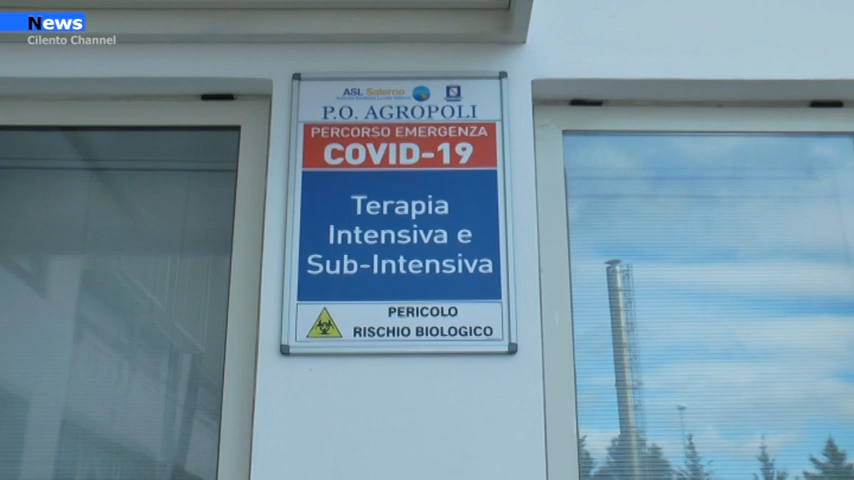 News
Cilento Channel
ASL Salerno
P.O. AGROPOLI
PERCORSO EMERGENZA
COVID-19
Terapia
Intensiva e
Sub-Intensiva
PERICOLO
RISCHIO BIOLOGICO